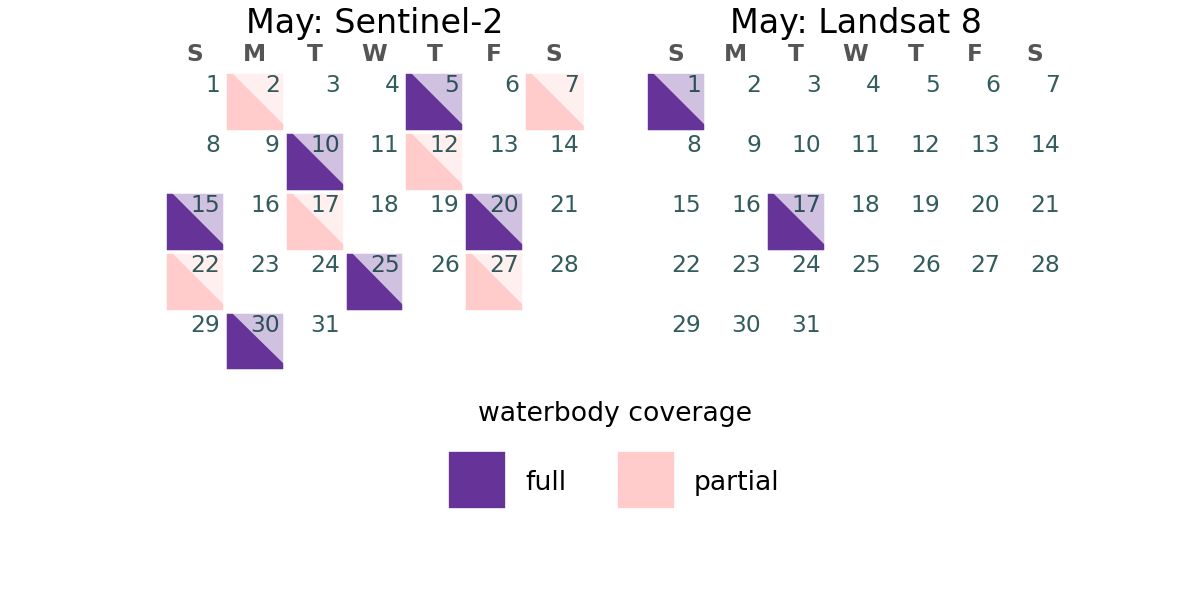 May: Sentinel-2
S M T W T F S
1 2 3 4 5 6 7
8 9 10 11 12 13 14
15 16 17 18 19 20 21
22 23 24 25 26 27 28
29 30 31
May: Landsat 8
S M T W T F S
1 2 3 4 5 6 7
8 9 10 11 12 13 14
15 16 17 18 19 20 21
22 23 24 25 26 27 28
29 30 31
waterbody coverage
full
partial